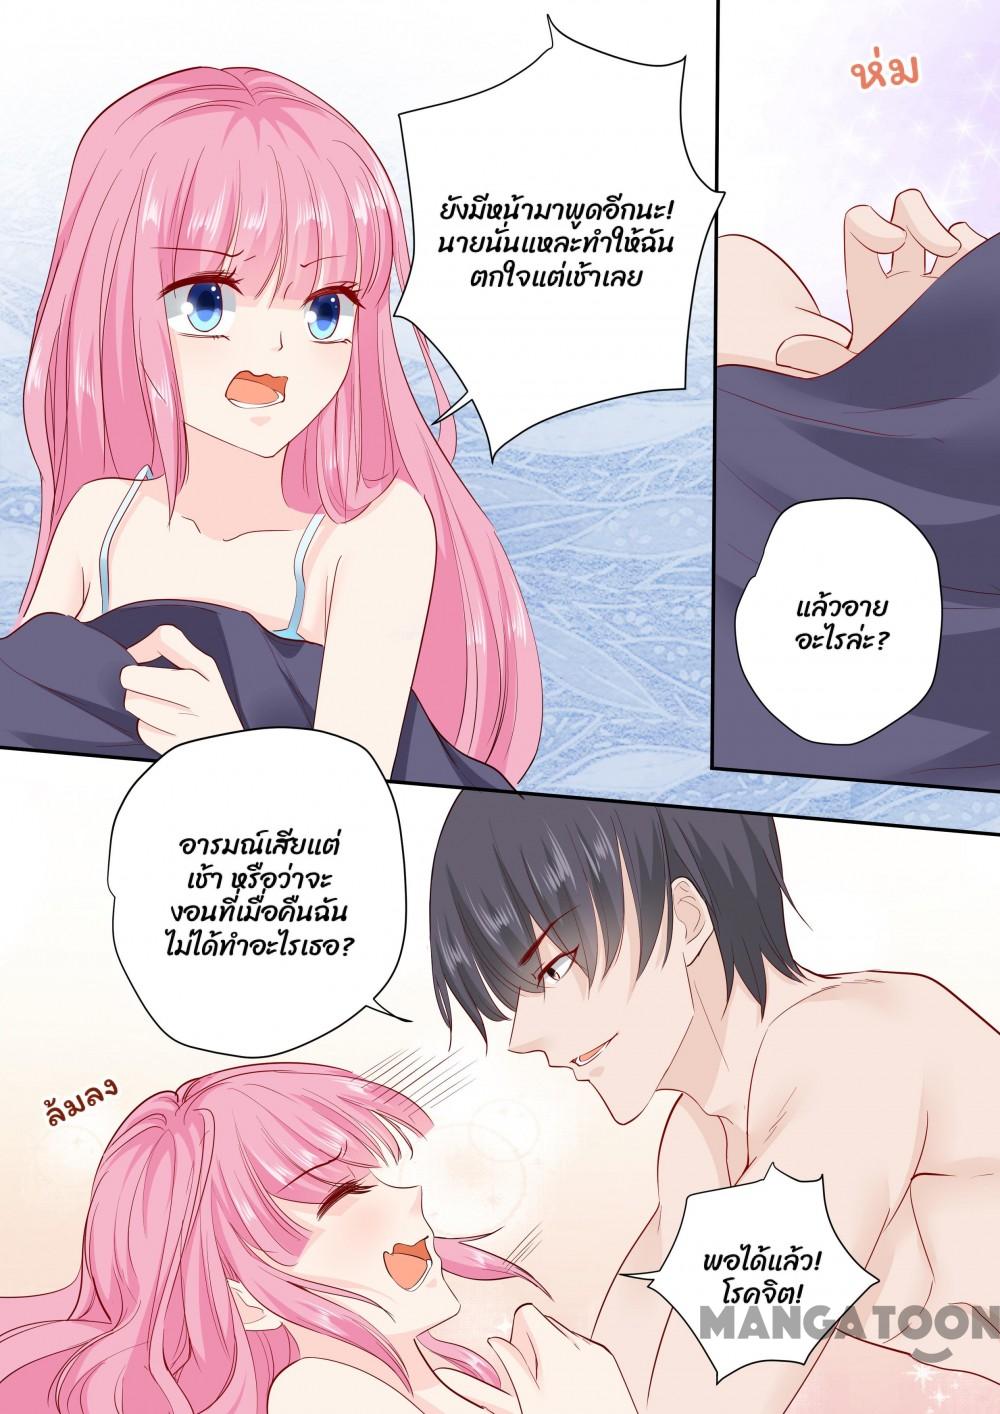 ห่ม
ยังมีหน้ามาพูดอีกนะ!
นายนั่นแหละทำให้ฉัน
ตกใจแต่เช้าเลย
แล้วอาย
อะไรล่ะ?
อารมณ์เสียแต่
เช้า หรือว่าจะ
งอนที่เมื่อคืนฉัน
ไม่ได้ทำอะไรเธอ?
ล้มลง
พอได้แล้ว!
โรคจิต!
MANGATOON